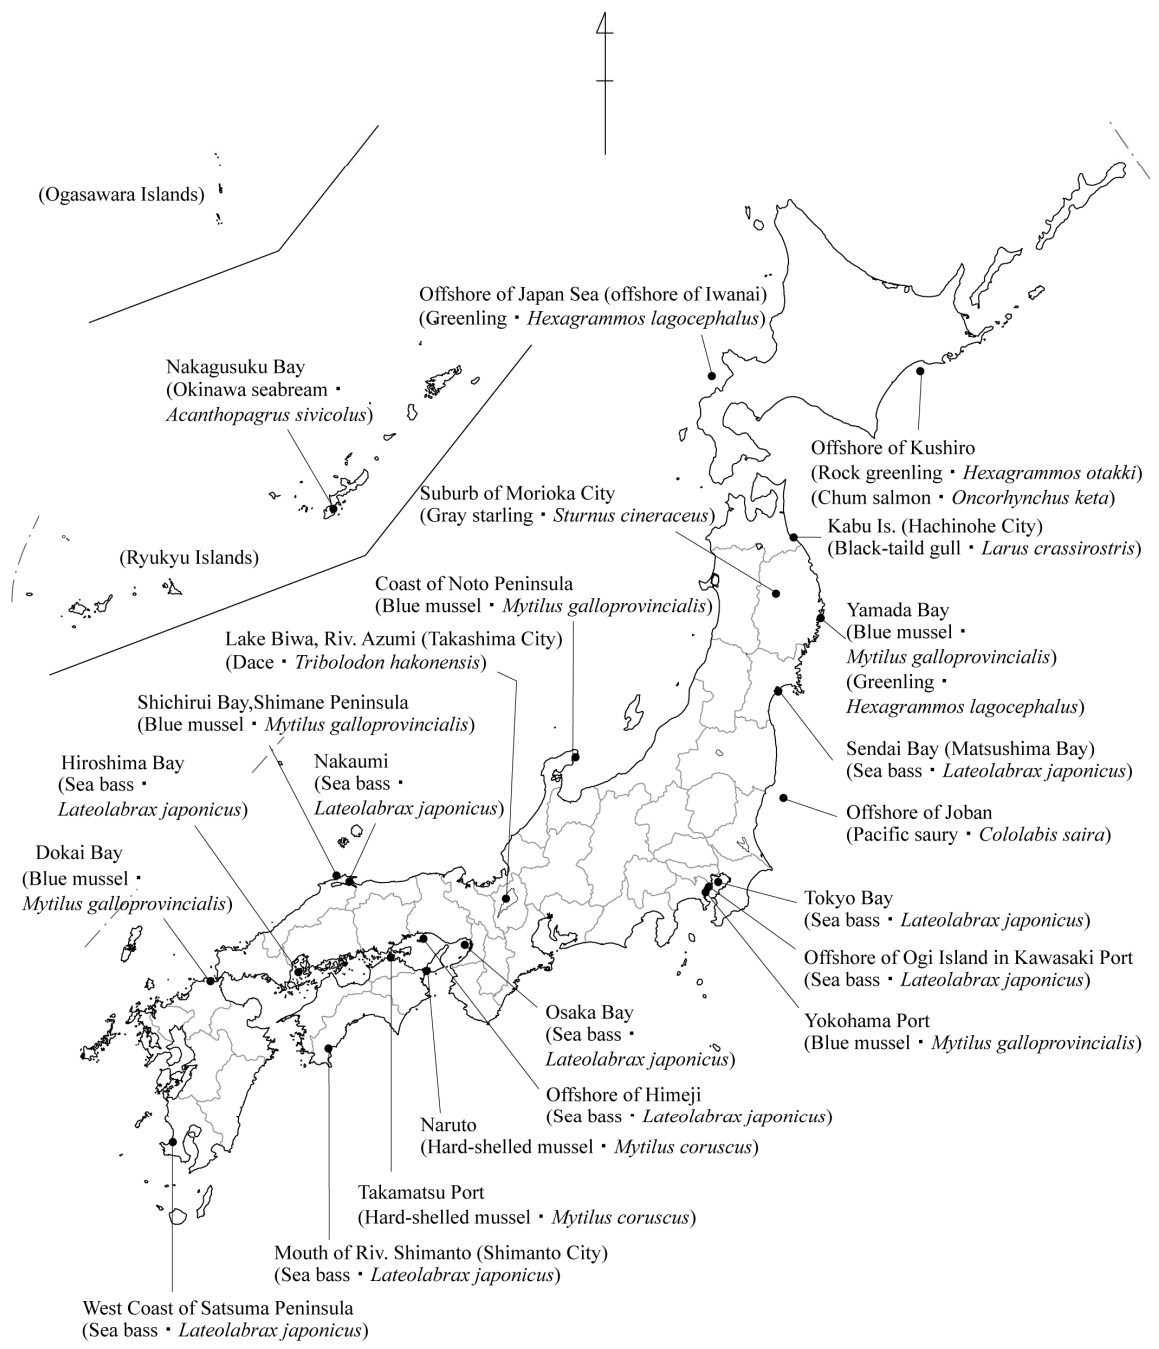 4
(Ogasawara Islands)
Offshore of Japan Sea (offshore of Iwanai)
(Greenling・Hexagrammos lagocephalus)
Nakagusuku Bay
(Okinawa seabream・
Acanthopagrus sivicolus)
Offshore of Kushiro
(Rock greenling・Hexagrammos otakki)
(Chum salmon・Oncorhynchus keta)
Suburb of Morioka City
(Gray starling・Sturnus cineraceus)
Kabu Is. (Hachinohe City)
(Black-taild gull・Larus crassirostris)
(Ryukyu Islands)
Coast of Noto Peninsula
(Blue mussel・Mytilus galloprovincialis)
Yamada Bay
(Blue mussel・
Mytilus galloprovincialis)
(Greenling・
Hexagrammos lagocephalus)
Lake Biwa, Riv. Azumi (Takashima City)
(Dace・Tribolodon hakonensis)
Shichirui Bay,Shimane Peninsula
(Blue mussel・Mytilus galloprovincialis)
Sendai Bay (Matsushima Bay)
(Sea bass・Lateolabrax japonicus)
Hiroshima Bay
(Sea bass・
Lateolabrax japonicus)
Nakaumi
(Sea bass・
Lateolabrax japonicus)
Offshore of Joban
(Pacific saury・Cololabis saira)
Dokai Bay
(Blue mussel・
Mytilus galloprovincialis)
Tokyo Bay
(Sea bass・Lateolabrax japonicus)
Offshore of Ogi Island in Kawasaki Port
(Sea bass・Lateolabrax japonicus)
Yokohama Port
(Blue mussel・Mytilus galloprovincialis)
Osaka Bay
(Sea bass・
Lateolabrax japonicus)
Offshore of Himeji
(Sea bass・Lateolabrax japonicus)
Naruto
(Hard-shelled mussel・Mytilus coruscus)
Takamatsu Port
(Hard-shelled mussel・Mytilus coruscus)
Mouth of Riv. Shimanto (Shimanto City)
(Sea bass・Lateolabrax japonicus)
West Coast of Satsuma Peninsula
(Sea bass・Lateolabrax japonicus)